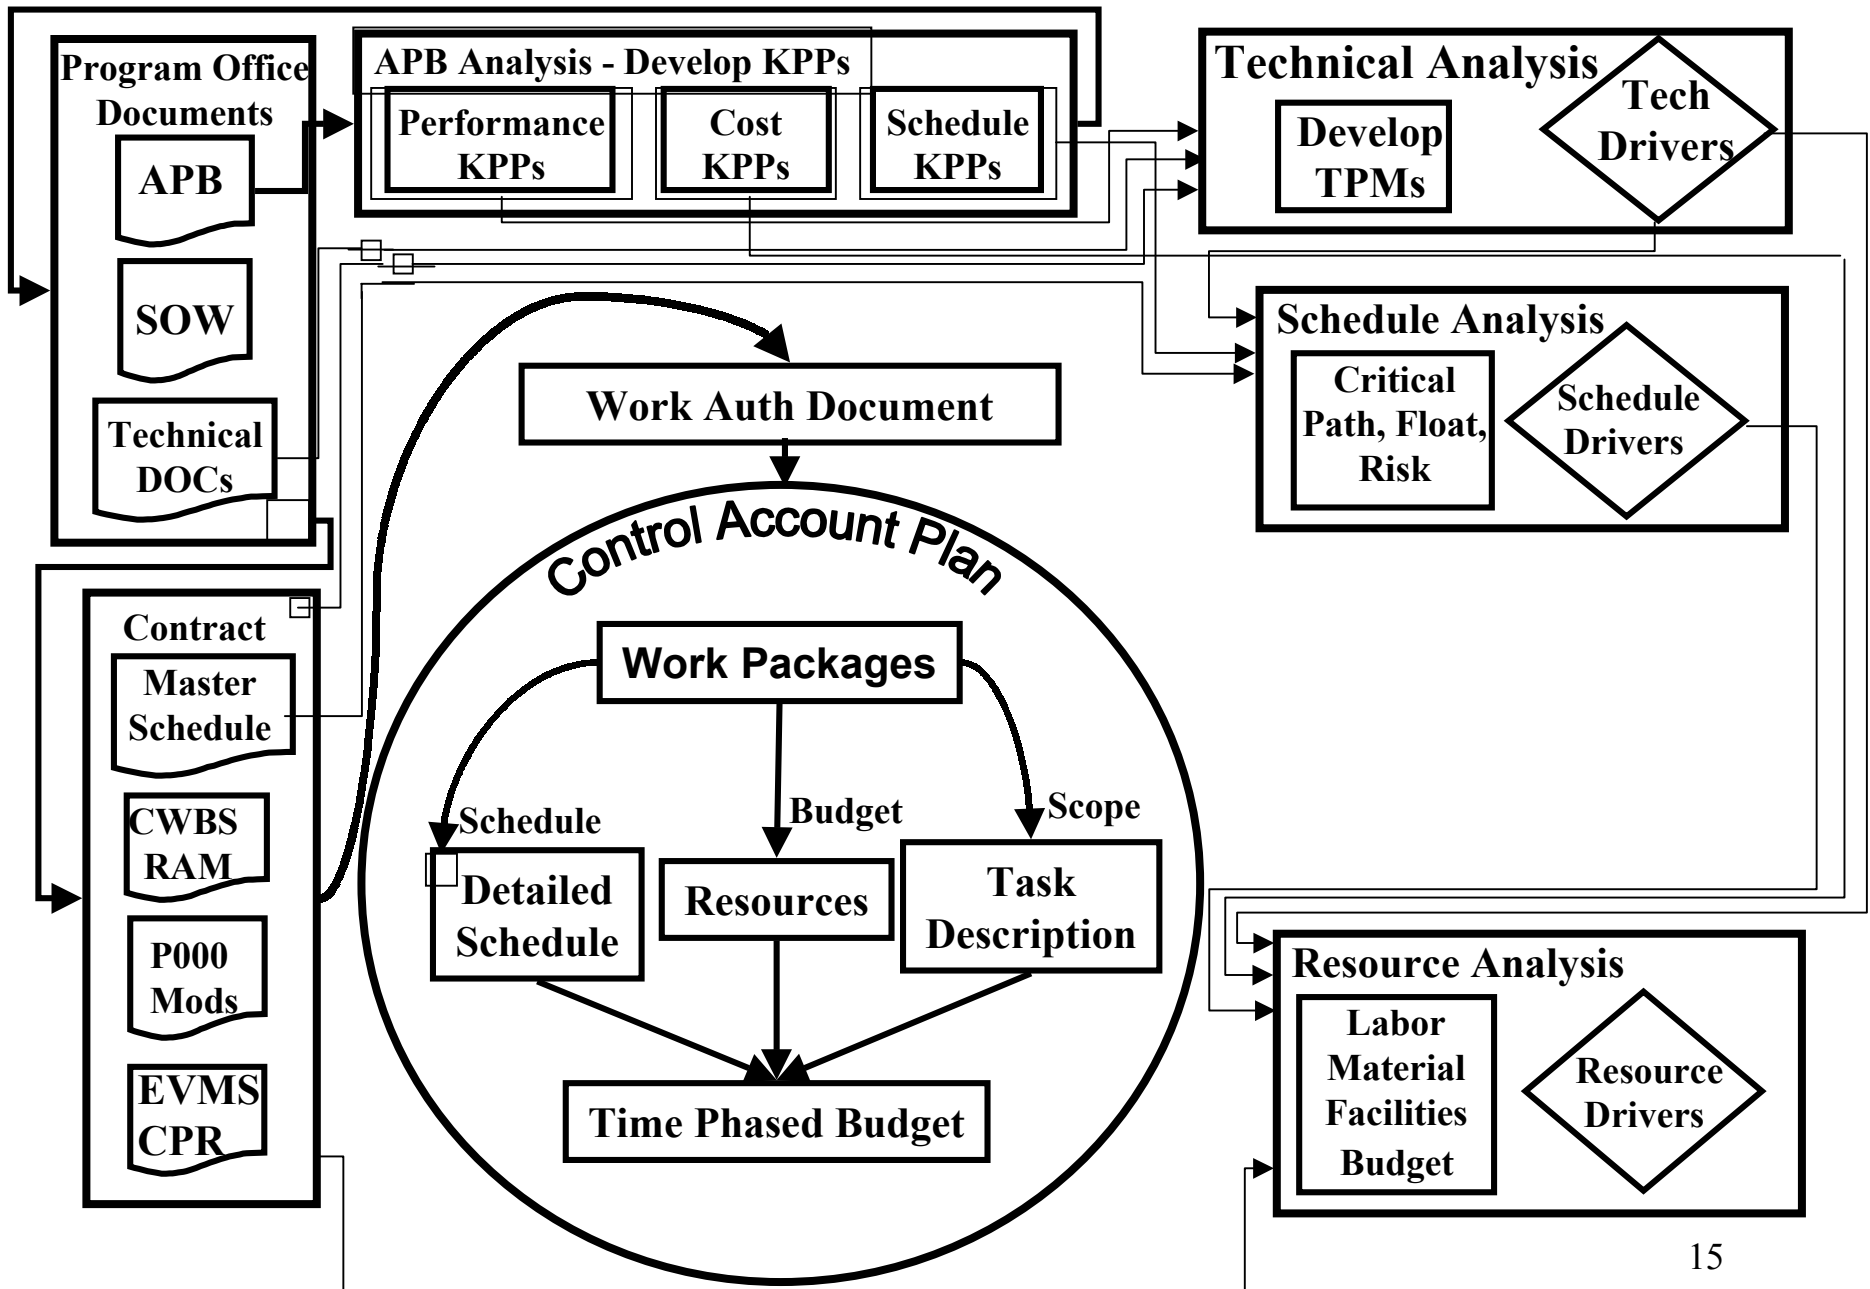 Program Office
Documents
APB
SOW
Technical
DOCs
APB Analysis - Develop KPPs
Performance
KPPs
Cost
KPPs
Schedule
KPPs
Technical Analysis
Develop
TPMs
Tech
Drivers
Schedule Analysis
Critical
Path, Float,
Risk
Schedule
Drivers
Work Auth Document
Control Account Plan
Work Packages
Schedule
Budget
Scope
Detailed
Schedule
Resources
Task
Description
Time Phased Budget
Contract
Master
Schedule
CWBS
RAM
P000
Mods
EVMS
CPR
Resource Analysis
Labor
Material
Facilities
Budget
Resource
Drivers
15